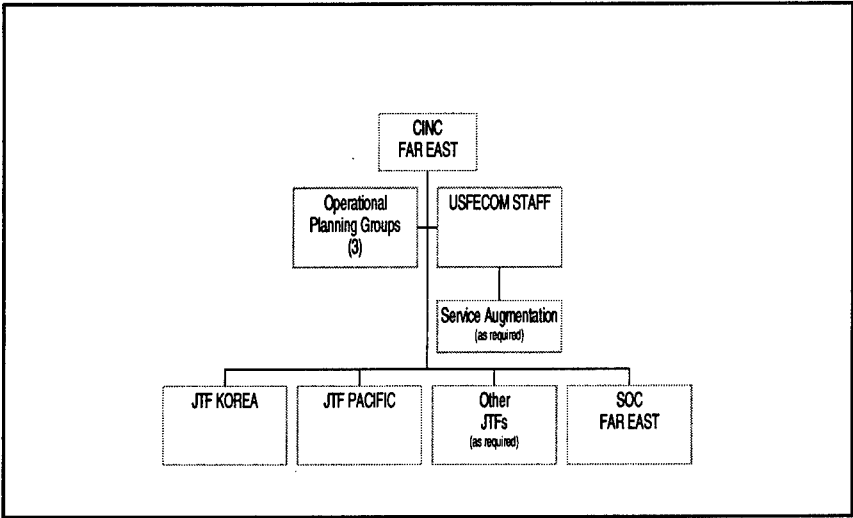 CINC
FAR EAST
Operational
Planning Groups
(3)
USFECOM STAFF
Service Augmentation
(as required)
JTF KOREA
JTF PACIFIC
Other
JTFs
(as required)
SOC
FAR EAST